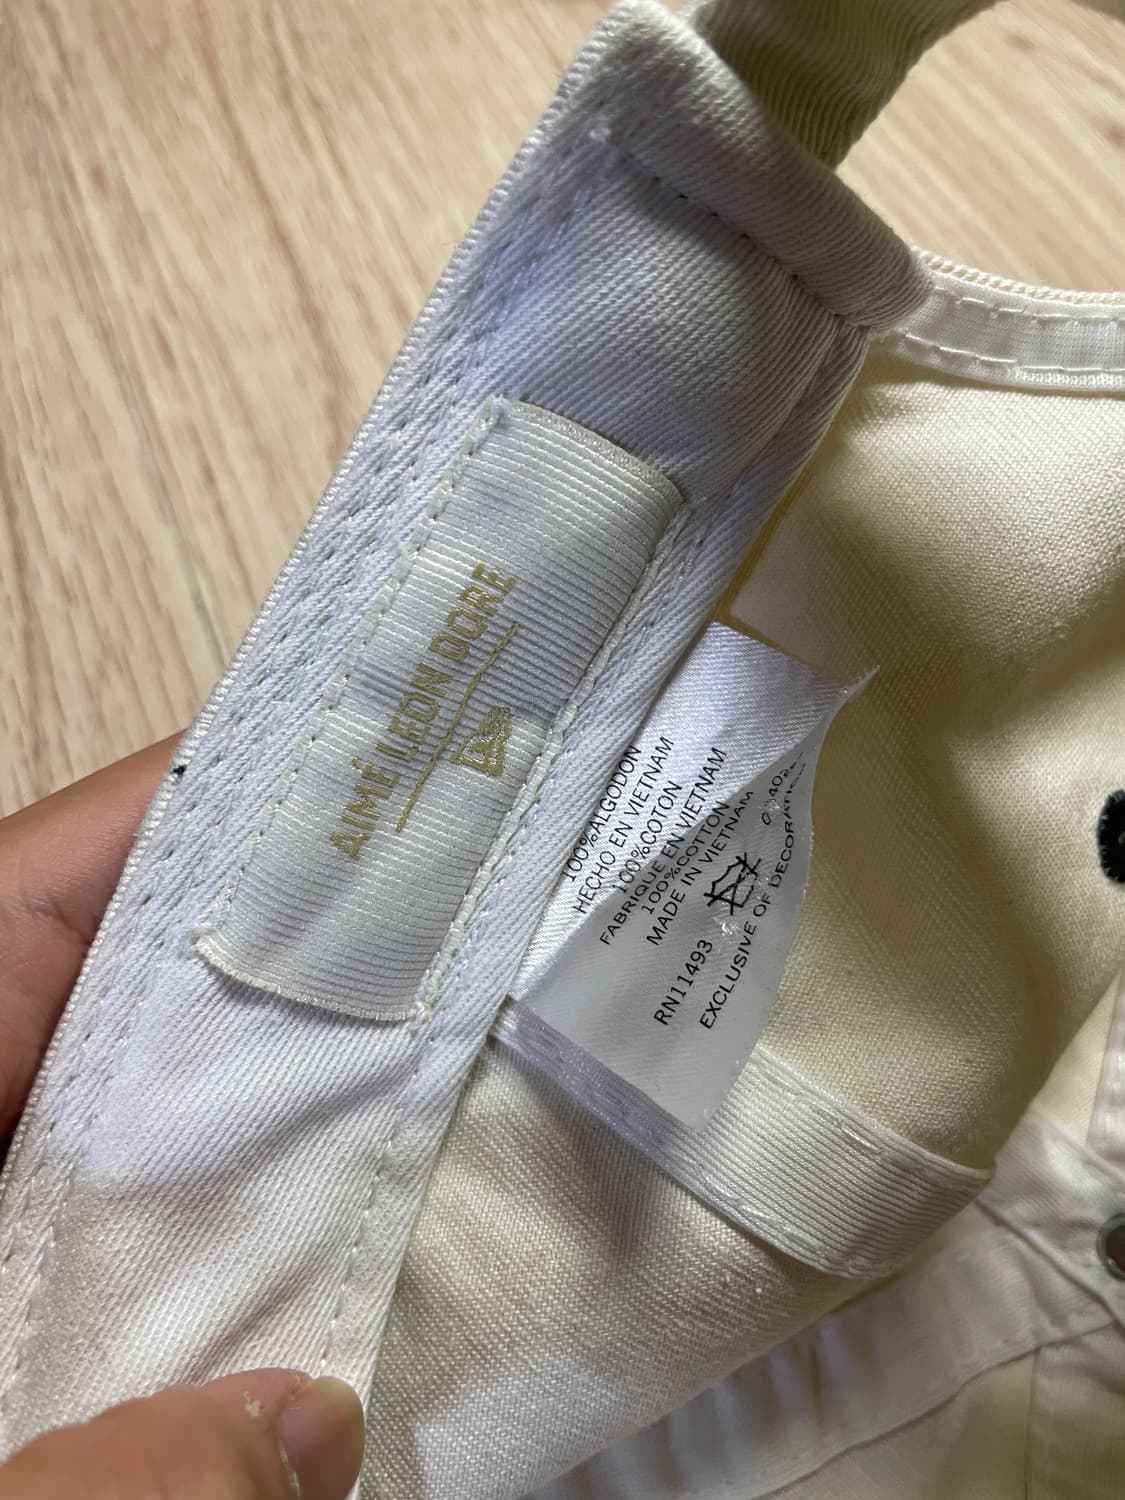 AIMÉ LEON DORE
100%ALGODON
HECHO EN VIETNAM
100%COTON
FABRIQUE EN VIETNAM
100%COTTON
MADE IN VIETNAM
RN11493
EXCLUSIVE OF DECORATION